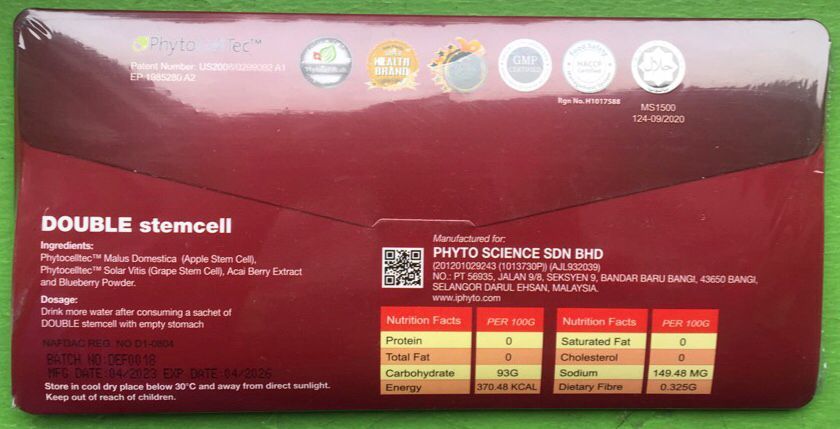 PhytocellTec™
Patent Number: US2008/0299092 A1
EP 1985280 A2
HEALTH
BRAND
GMP
CERTIFIED
Food Safety
HACCP
Certified
Rgn No.H1017588
حلال
MS1500
124-09/2020
DOUBLE stemcell
Ingredients:
Phytocelltec™ Malus Domestica (Apple Stem Cell),
Phytocelltec™ Solar Vitis (Grape Stem Cell), Acai Berry Extract
and Blueberry Powder.
Dosage:
Drink more water after consuming a sachet of
DOUBLE stemcell with empty stomach
NAFDAC REG. NO D1-0804
BATCH NO:DEF0018
MFG DATE:04/2023 EXP DATE:04/2026
Store in cool dry place below 30°C and away from direct sunlight.
Keep out of reach of children.
Manufactured for:
PHYTO SCIENCE SDN BHD
(201201029243 (1013730P)) (AJL932039)
NO.: PT 56935, JALAN 9/8, SEKSYEN 9, BANDAR BARU BANGI, 43650 BANGI,
SELANGOR DARUL EHSAN, MALAYSIA.
www.iphyto.com
Nutrition Facts PER 100G
Protein 0
Total Fat 0
Carbohydrate 93G
Energy 370.48 KCAL
Nutrition Facts PER 100G
Saturated Fat 0
Cholesterol 0
Sodium 149.48 MG
Dietary Fibre 0.325G